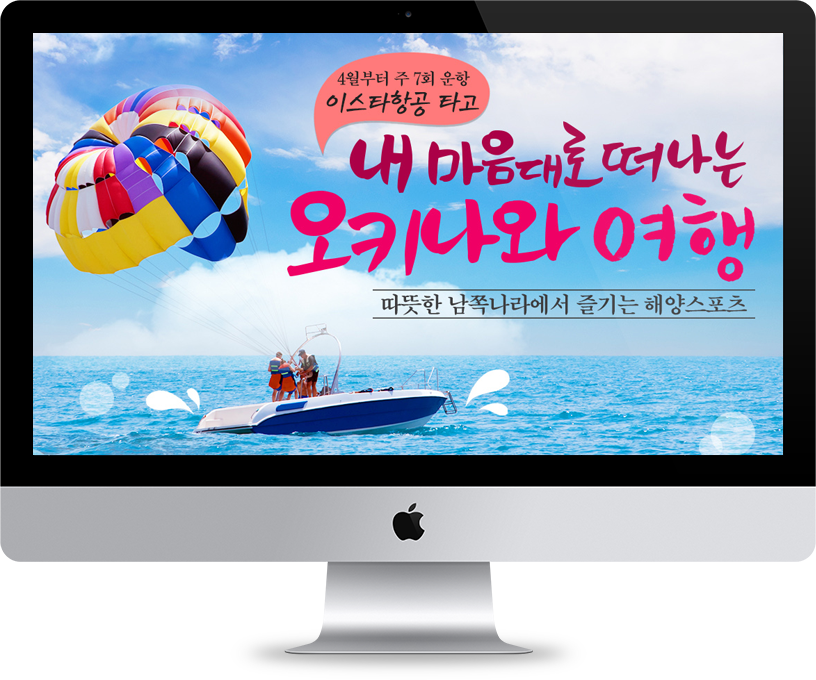 4월부터 주 7회 운항
이스타항공 타고
내 마음대로 떠나는
오키나와 여행
따뜻한 남쪽나라에서 즐기는 해양스포츠